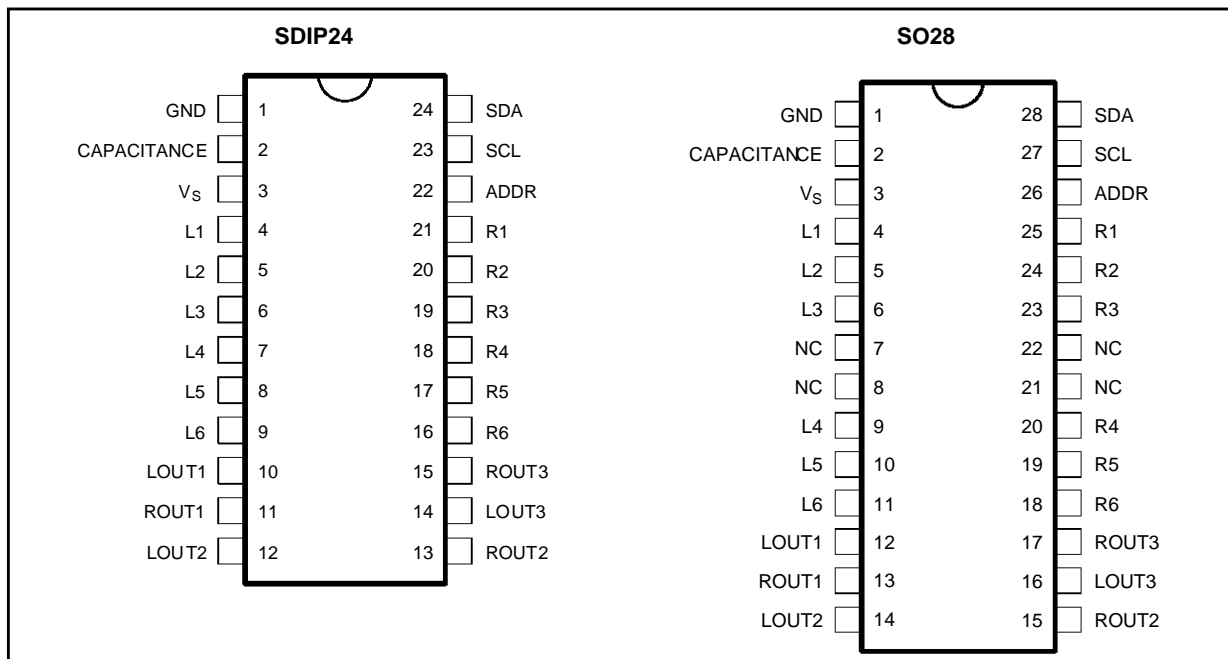 SDIP24
GND 1 24 SDA
CAPACITANCE 2 23 SCL
VS 3 22 ADDR
L1 4 21 R1
L2 5 20 R2
L3 6 19 R3
L4 7 18 R4
L5 8 17 R5
L6 9 16 R6
LOUT1 10 15 ROUT3
ROUT1 11 14 LOUT3
LOUT2 12 13 ROUT2
SO28
GND 1 28 SDA
CAPACITANCE 2 27 SCL
VS 3 26 ADDR
L1 4 25 R1
L2 5 24 R2
L3 6 23 R3
NC 7 22 NC
NC 8 21 NC
L4 9 20 R4
L5 10 19 R5
L6 11 18 R6
LOUT1 12 17 ROUT3
ROUT1 13 16 LOUT3
LOUT2 14 15 ROUT2